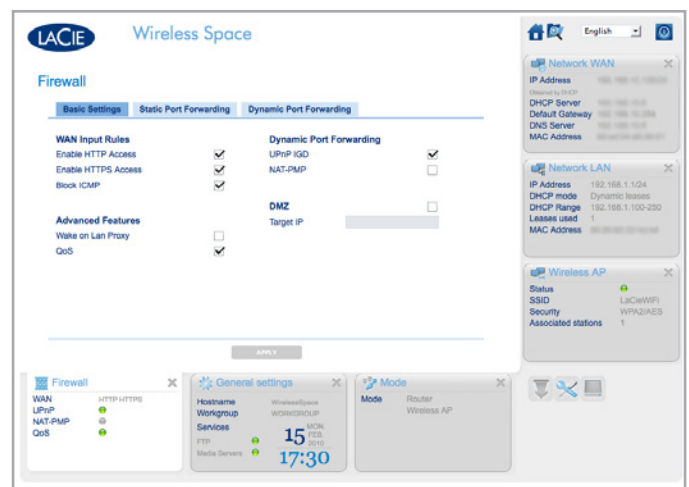 LACIE
Wireless Space
English
Firewall
Basic Settings Static Port Forwarding Dynamic Port Forwarding
WAN Input Rules
Enable HTTP Access
Enable HTTPS Access
Block ICMP
Advanced Features
Wake on Lan Proxy
QoS
Dynamic Port Forwarding
UPnP IGD
NAT-PMP
DMZ
Target IP
APPLY
Network WAN
IP Address
Obtained by DHCP
DHCP Server
Default Gateway
DNS Server
MAC Address
Network LAN
IP Address 192.168.1.1/24
DHCP mode Dynamic leases
DHCP Range 192.168.1.100-250
Leases used 1
MAC Address
Wireless AP
Status
SSID LaCieWIFI
Security WPA2/AES
Associated stations 1
Firewall
WAN HTTP HTTPS
UPnP
NAT-PMP
QoS
General settings
Hostname WirelessSpace
Workgroup WORKGROUP
Services
FTP
Media Servers
15 MON. FEB. 2010
17:30
Mode
Mode Router
Wireless AP